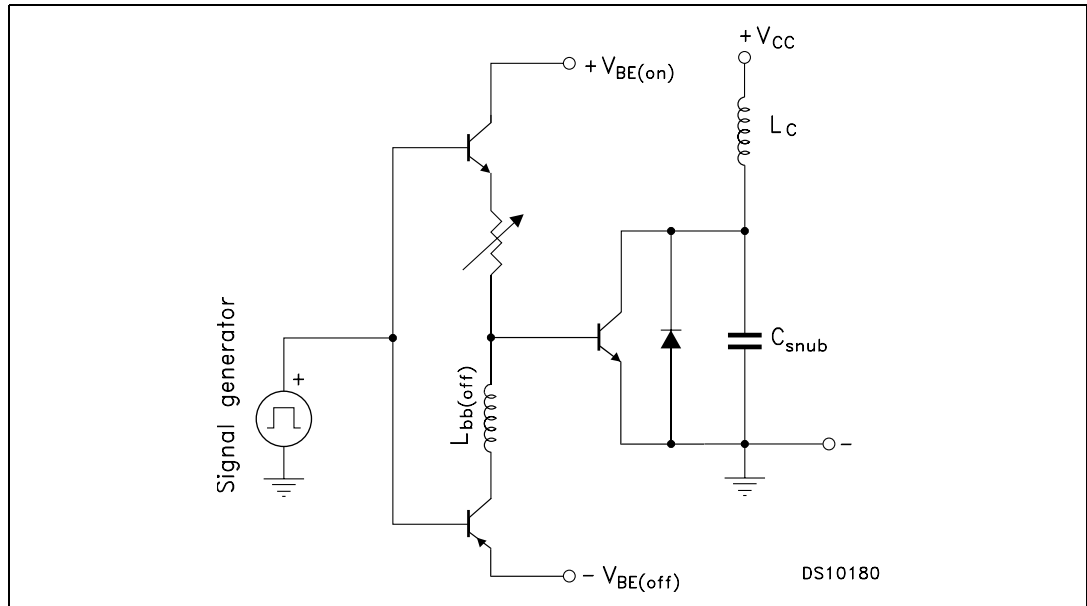 + V_CC
+ V_BE(on)
L_C
Signal generator
+
L_bb(off)
C_snub
-
- V_BE(off)
DS10180